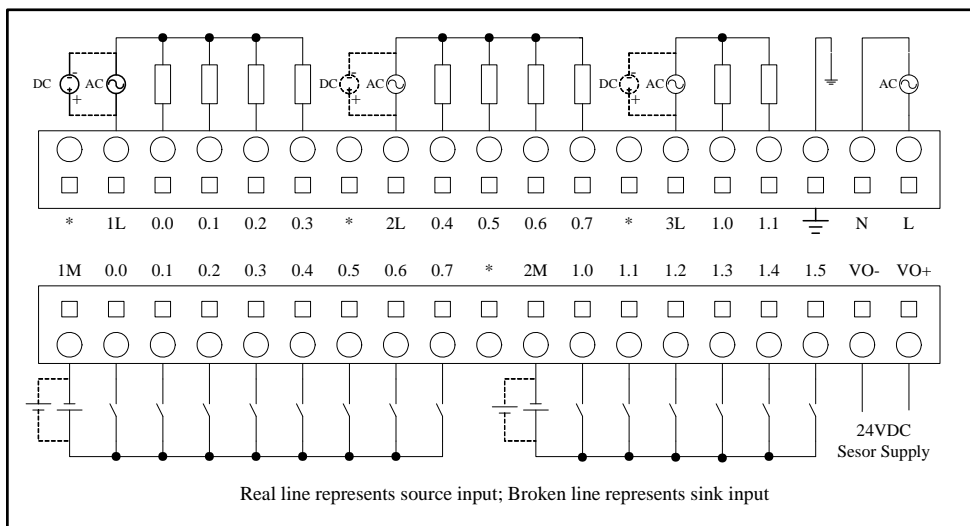 DC - + AC DC - + AC DC - + AC AC
* 1L 0.0 0.1 0.2 0.3 * 2L 0.4 0.5 0.6 0.7 * 3L 1.0 1.1 N L
1M 0.0 0.1 0.2 0.3 0.4 0.5 0.6 0.7 * 2M 1.0 1.1 1.2 1.3 1.4 1.5 VO- VO+
24VDC
Sesor Supply
Real line represents source input; Broken line represents sink input